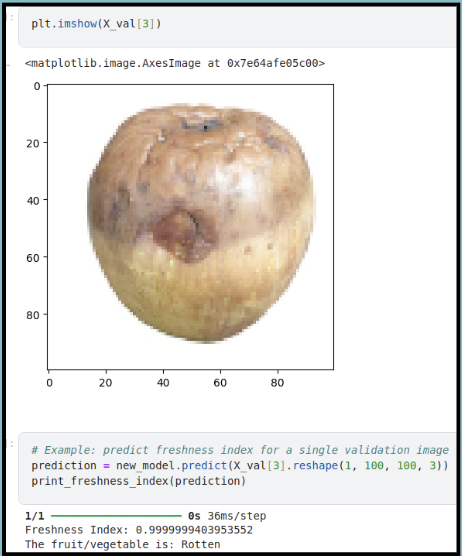 plt.imshow(X_val[3])
<matplotlib.image.AxesImage at 0x7e64afe05c00>
0
20
40
60
80
0 20 40 60 80
# Example: predict freshness index for a single validation image
prediction = new_model.predict(X_val[3].reshape(1, 100, 100, 3))
print_freshness_index(prediction)
1/1 0s 36ms/step
Freshness Index: 0.9999999403953552
The fruit/vegetable is: Rotten